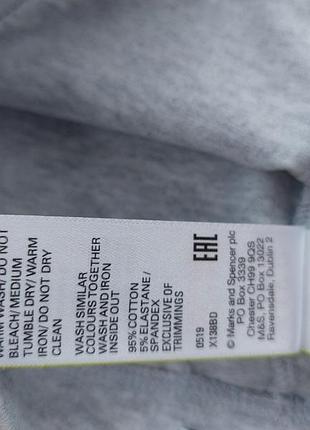 WARM WASH/ DO NOT
BLEACH/ MEDIUM
TUMBLE DRY/ WARM
IRON/ DO NOT DRY
CLEAN
WASH SIMILAR
COLOURS TOGETHER
WASH AND IRON
INSIDE OUT
95% COTTON
5% ELASTANE /
SPANDEX
EXCLUSIVE OF
TRIMMINGS
0519
X138BD
EAC
© Marks and Spencer plc
PO Box 3339
Chester CH99 9QS
M&S, PO Box 13022
Ravensdale, Dublin 2